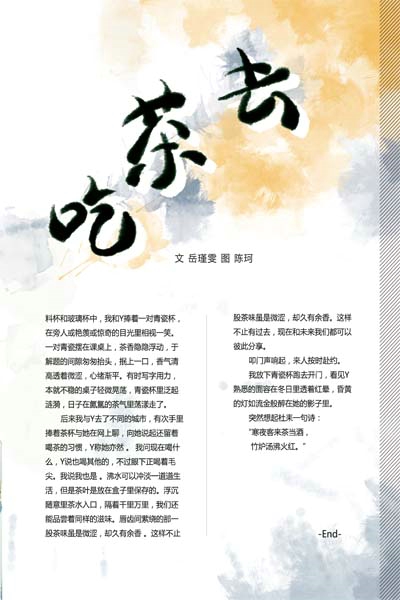 吃茶去
文 岳瑾雯 图 陈珂
料杯和玻璃杯中，我和Y捧着一对青瓷杯，
在旁人或艳羡或惊奇的目光里相视一笑。
一对青瓷摆在课桌上，茶香隐隐浮动，于
解题的间隙匆匆抬头，抿上一口，香气清
高透着微涩，心绪渐平。有时写字用力，
本就不稳的桌子轻微晃荡，青瓷杯里泛起
涟漪，日子在氤氲的茶气里荡漾走了。
后来我与Y去了不同的城市，有次手里
捧着茶杯与她在网上聊，向她说起还留着
喝茶的习惯，Y称她亦然 。 我问现在喝什
么，Y说也喝其他的，不过眼下正喝着毛
尖。我说我也是 。沸水可以冲淡一道道生
活，但是茶叶是放在盒子里保存的。浮沉
随意里茶水入口，隔着千里万里，我们还
能品尝着同样的滋味。唇齿间萦绕的那一
股茶味虽是微涩，却久有余香 。这样不止
股茶味虽是微涩，却久有余香。这样
不止有过去，现在和未来我们都可以
彼此分享。
叩门声响起，来人按时赴约。
我放下青瓷杯跑去开门，看见Y
熟悉的面容在冬日里透着红晕，昏黄
的灯如流金般醉在她的影子里。
突然想起杜耒一句诗：
“寒夜客来茶当酒，
竹炉汤沸火红。”
-End-